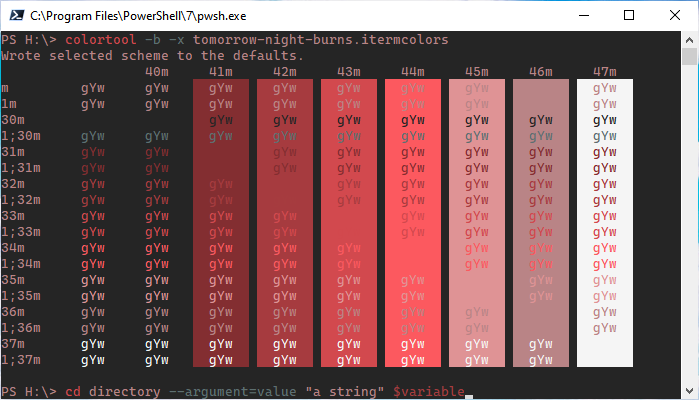 C:\Program Files\PowerShell\7\pwsh.exe
PS H:\> colortool -b -x tomorrow-night-burns.itermcolors
Wrote selected scheme to the defaults.
40m 41m 42m 43m 44m 45m 46m 47m
m gYw gYw gYw gYw gYw gYw gYw gYw
1m gYw gYw gYw gYw gYw gYw gYw gYw
30m gYw gYw gYw gYw gYw gYw gYw
1;30m gYw gYw gYw gYw gYw gYw gYw gYw gYw
31m gYw gYw gYw gYw gYw gYw gYw gYw
1;31m gYw gYw gYw gYw gYw gYw gYw gYw
32m gYw gYw gYw gYw gYw gYw gYw gYw
1;32m gYw gYw gYw gYw gYw gYw gYw gYw
33m gYw gYw gYw gYw gYw gYw gYw gYw
1;33m gYw gYw gYw gYw gYw gYw gYw gYw
34m gYw gYw gYw gYw gYw gYw gYw gYw
1;34m gYw gYw gYw gYw gYw gYw gYw gYw
35m gYw gYw gYw gYw gYw gYw gYw gYw
1;35m gYw gYw gYw gYw gYw gYw gYw gYw
36m gYw gYw gYw gYw gYw gYw gYw gYw
1;36m gYw gYw gYw gYw gYw gYw gYw gYw
37m gYw gYw gYw gYw gYw gYw gYw gYw
1;37m gYw gYw gYw gYw gYw gYw gYw gYw
PS H:\> cd directory --argument=value "a string" $variable